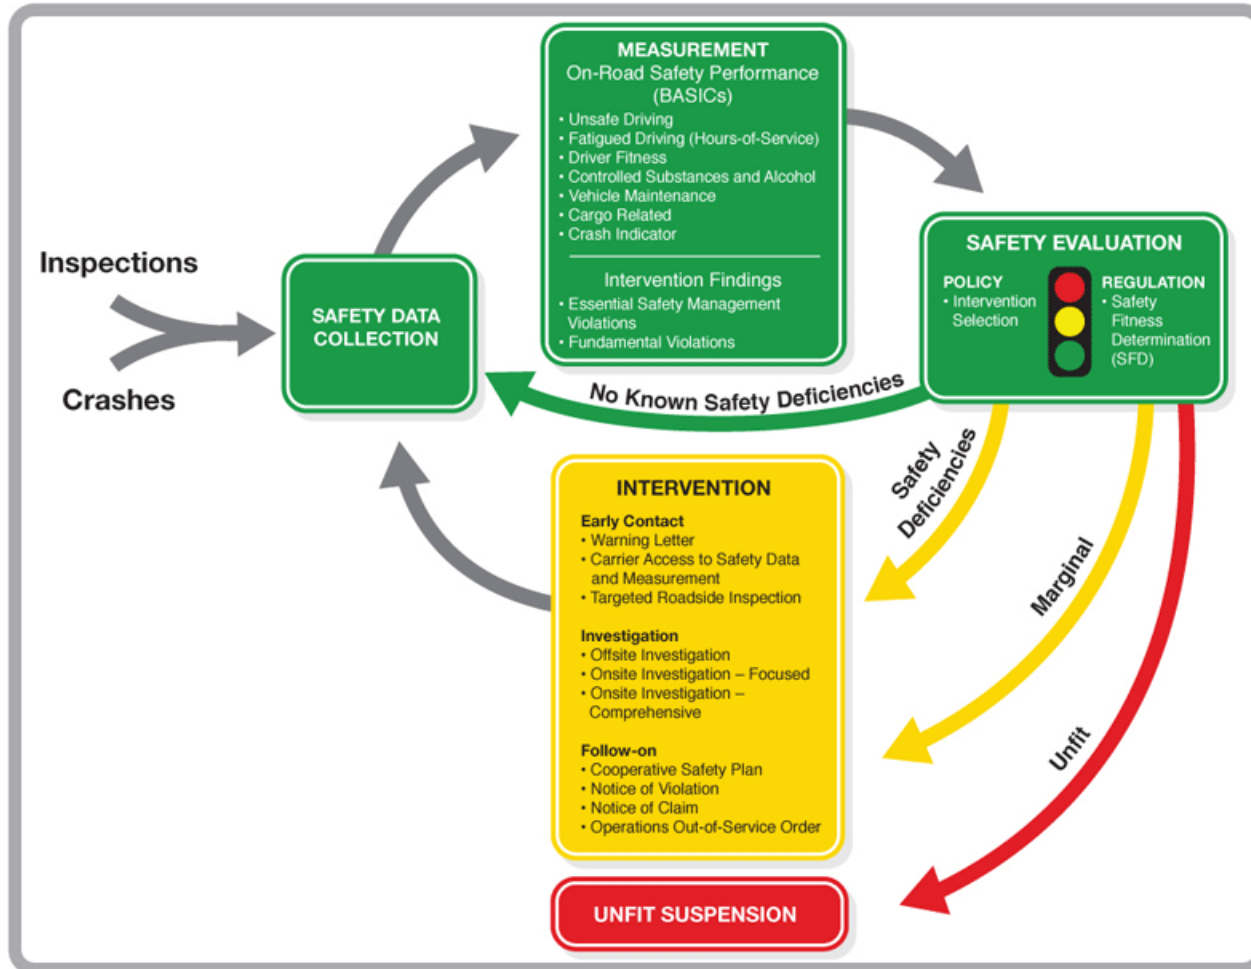 MEASUREMENT
On-Road Safety Performance
(BASICs)
• Unsafe Driving
• Fatigued Driving (Hours-of-Service)
• Driver Fitness
• Controlled Substances and Alcohol
• Vehicle Maintenance
• Cargo Related
• Crash Indicator
Intervention Findings
• Essential Safety Management
Violations
• Fundamental Violations
Inspections
Crashes
SAFETY DATA
COLLECTION
SAFETY EVALUATION
POLICY
• Intervention
Selection
REGULATION
• Safety
Fitness
Determination
(SFD)
No Known Safety Deficiencies
Safety
Deficiencies
Marginal
Unfit
INTERVENTION
Early Contact
• Warning Letter
• Carrier Access to Safety Data
and Measurement
• Targeted Roadside Inspection
Investigation
• Offsite Investigation
• Onsite Investigation – Focused
• Onsite Investigation –
Comprehensive
Follow-on
• Cooperative Safety Plan
• Notice of Violation
• Notice of Claim
• Operations Out-of-Service Order
UNFIT SUSPENSION